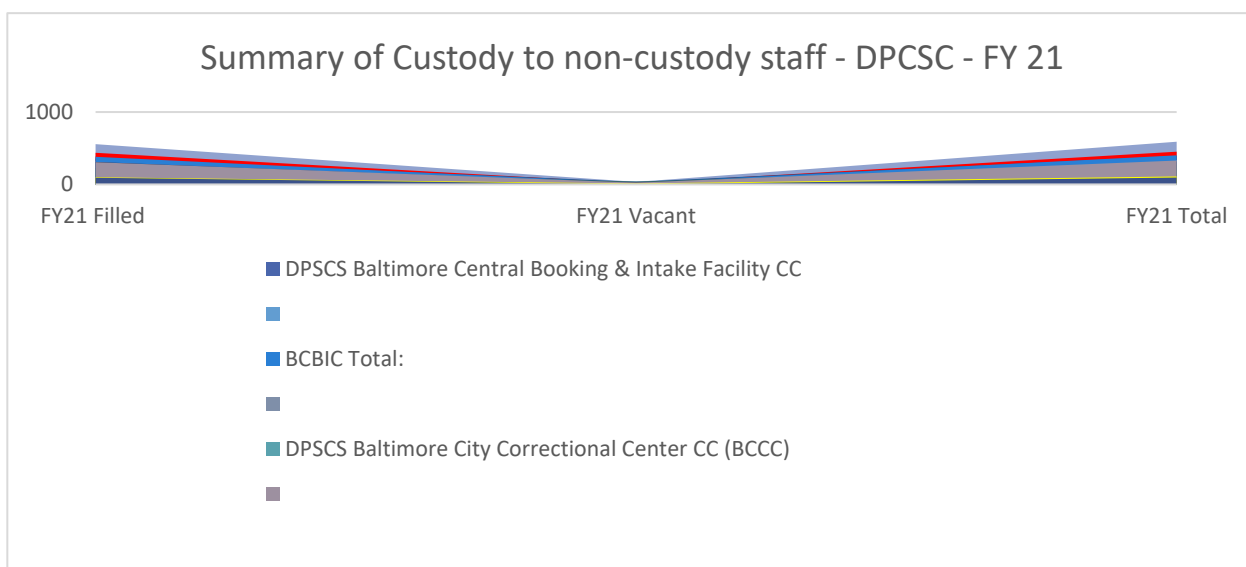 Summary of Custody to non-custody staff - DPCSC - FY 21
1000
0
FY21 Filled FY21 Vacant FY21 Total
DPSCS Baltimore Central Booking & Intake Facility CC
BCBIC Total:
DPSCS Baltimore City Correctional Center CC (BCCC)